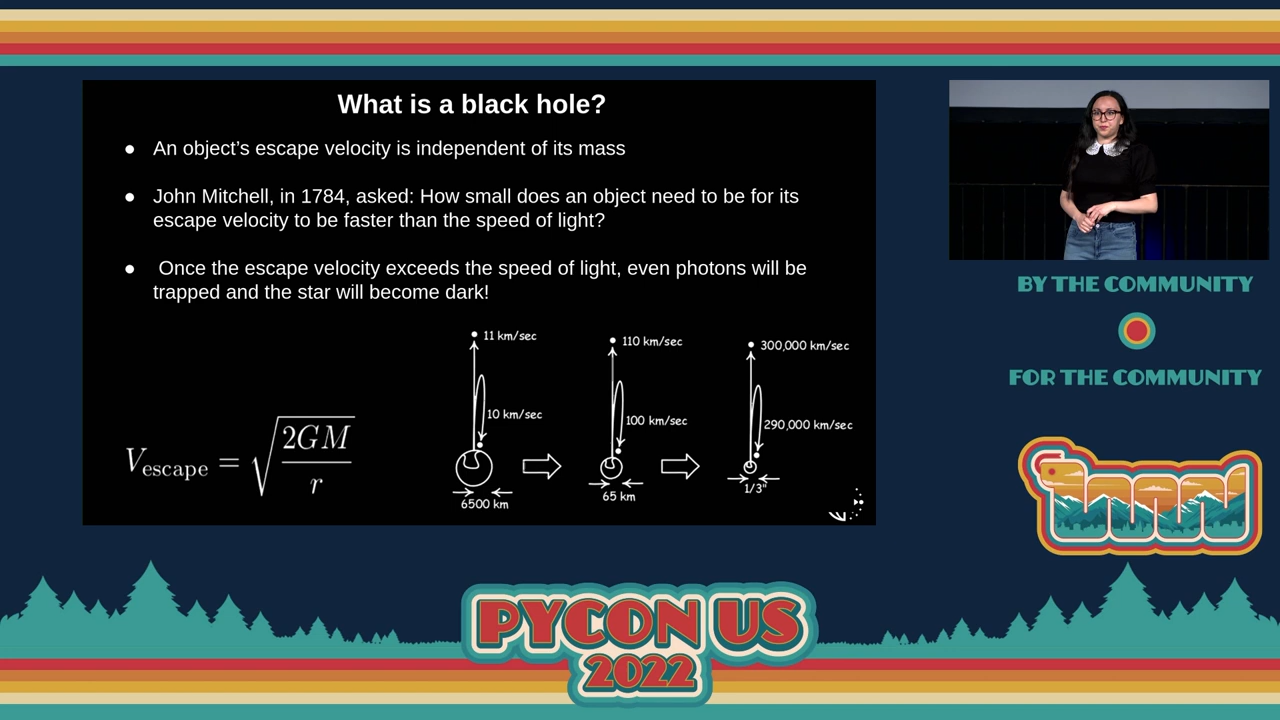 What is a black hole?
● An object’s escape velocity is independent of its mass
● John Mitchell, in 1784, asked: How small does an object need to be for its
escape velocity to be faster than the speed of light?
● Once the escape velocity exceeds the speed of light, even photons will be
trapped and the star will become dark!
11 km/sec
10 km/sec
6500 km
110 km/sec
100 km/sec
65 km
300,000 km/sec
290,000 km/sec
1/3"
V_escape = √(2GM/r)
BY THE COMMUNITY
FOR THE COMMUNITY
PYCON US
2022